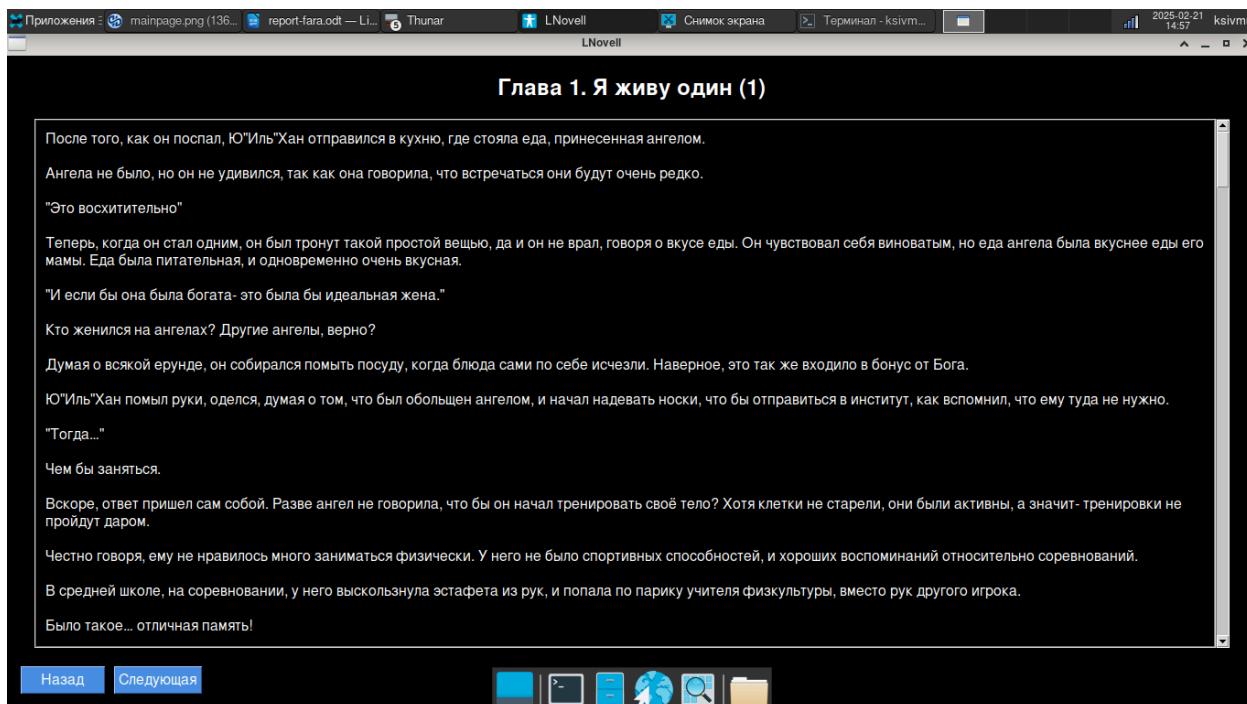 Приложения
mainpage.png (136...
report-fara.odt — Li...
5
Thunar
LNovell
Снимок экрана
Терминал - ksivm...
2025-02-21
14:57
ksivm
LNovell
Глава 1. Я живу один (1)
После того, как он поспал, Ю"Иль"Хан отправился в кухню, где стояла еда, принесенная ангелом.
Ангела не было, но он не удивился, так как она говорила, что встречаться они будут очень редко.
"Это восхитительно"
Теперь, когда он стал одним, он был тронут такой простой вещью, да и он не врал, говоря о вкусе еды. Он чувствовал себя виноватым, но еда ангела была вкуснее еды его
мамы. Еда была питательная, и одновременно очень вкусная.
"И если бы она была богата- это была бы идеальная жена."
Кто женился на ангелах? Другие ангелы, верно?
Думая о всякой ерунде, он собирался помыть посуду, когда блюда сами по себе исчезли. Наверное, это так же входило в бонус от Бога.
Ю"Иль"Хан помыл руки, оделся, думая о том, что был обольщен ангелом, и начал надевать носки, что бы отправиться в институт, как вспомнил, что ему туда не нужно.
"Тогда..."
Чем бы заняться.
Вскоре, ответ пришел сам собой. Разве ангел не говорила, что бы он начал тренировать своё тело? Хотя клетки не старели, они были активны, а значит- тренировки не
пройдут даром.
Честно говоря, ему не нравилось много заниматься физически. У него не было спортивных способностей, и хороших воспоминаний относительно соревнований.
В средней школе, на соревновании, у него выскользнула эстафета из рук, и попала по парику учителя физкультуры, вместо рук другого игрока.
Было такое... отличная память!
Назад
Следующая